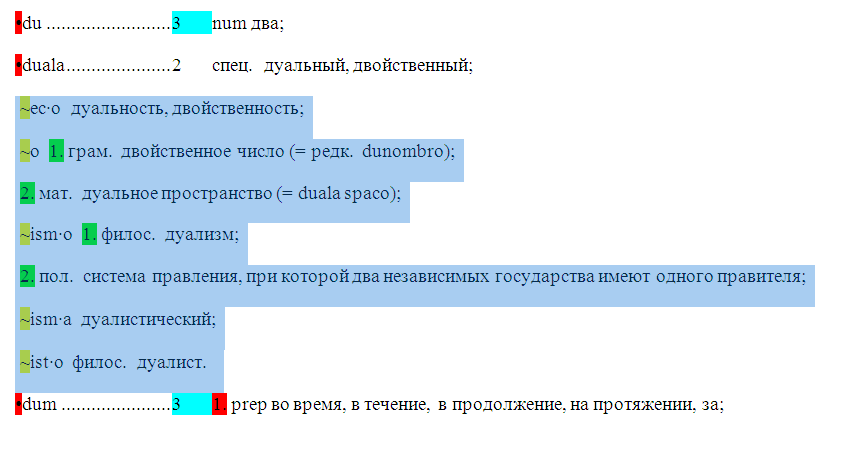 •du .........................3 num два;
•duala.....................2 спец. дуальный, двойственный;
~ec·o дуальность, двойственность;
~o 1. грам. двойственное число (= редк. dunombro);
2. мат. дуальное пространство (= duala spaco);
~ism·o 1. филос. дуализм;
2. пол. система правления, при которой два независимых государства имеют одного правителя;
~ism·a дуалистический;
~ist·o филос. дуалист.
•dum ......................3 1. prep во время, в течение, в продолжение, на протяжении, за;